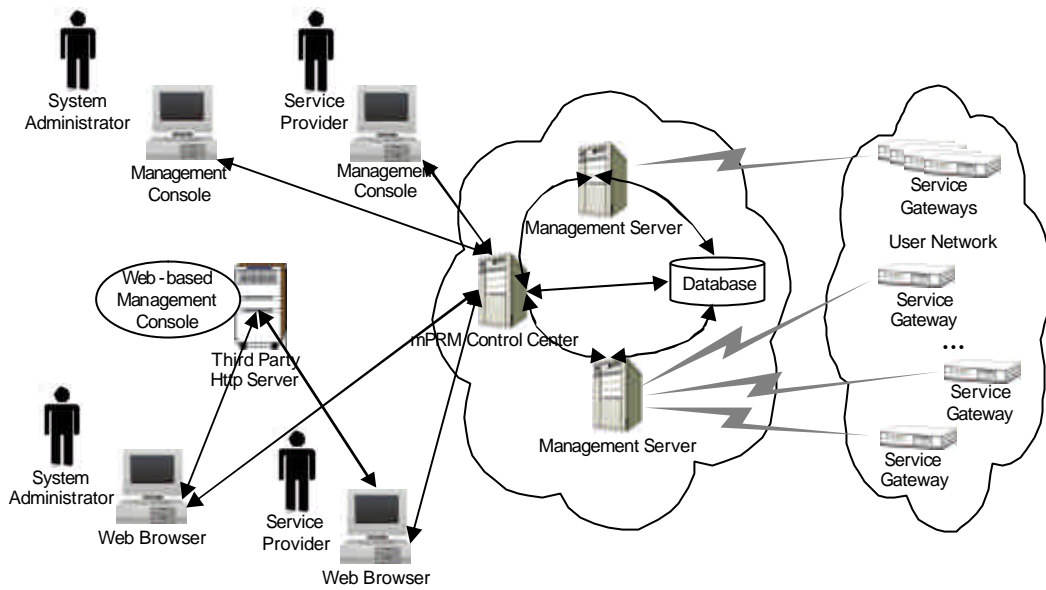 System
Administrator
Service
Provider
Management
Console
Managemen
Console
Management Server
Service
Gateways
User Network
Web-based
Management
Console
Database
Service
Gateway
...
mPRM Control Center
Third Party
Http Server
Service
Gateway
Management Server
Service
Gateway
System
Administrator
Service
Provider
Web Browser
Web Browser